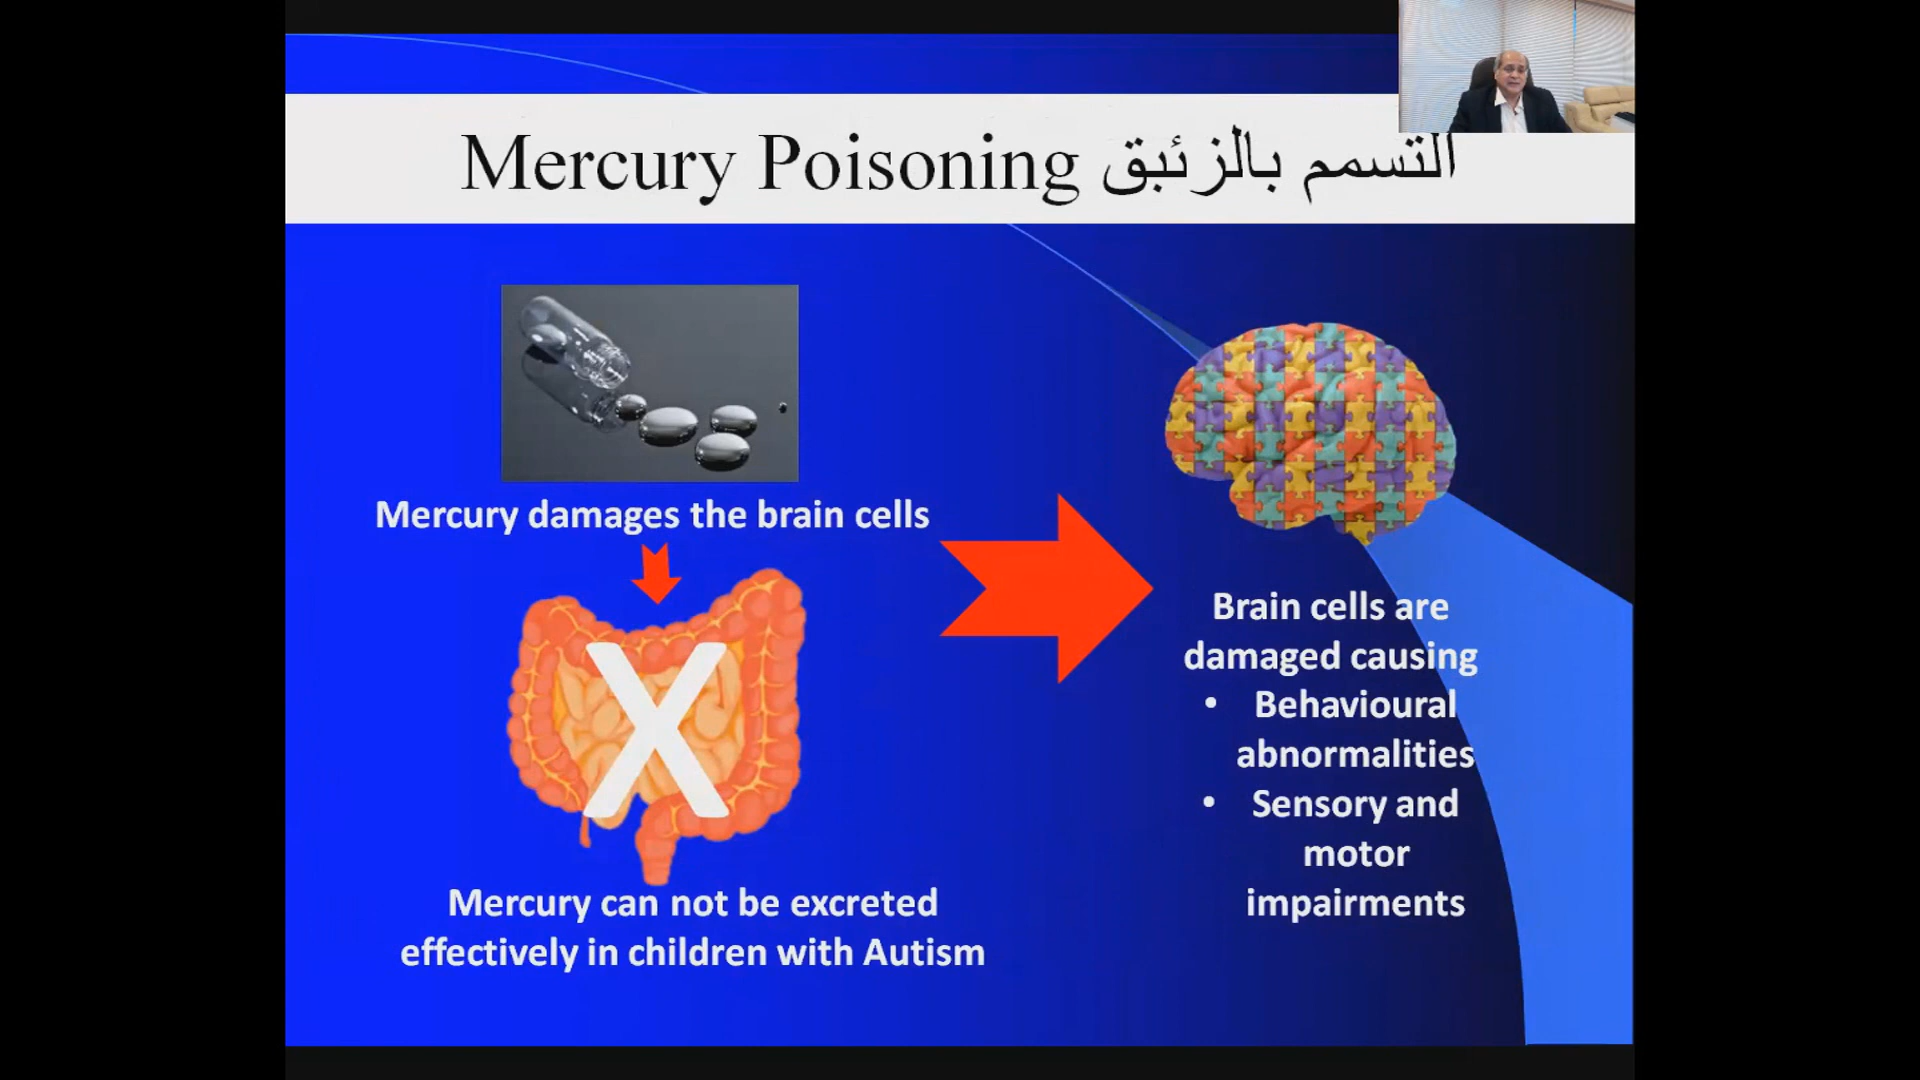 Mercury Poisoning التسمم بالزئبق
Mercury damages the brain cells
X
Mercury can not be excreted
effectively in children with Autism
Brain cells are
damaged causing
• Behavioural
abnormalities
• Sensory and
motor
impairments